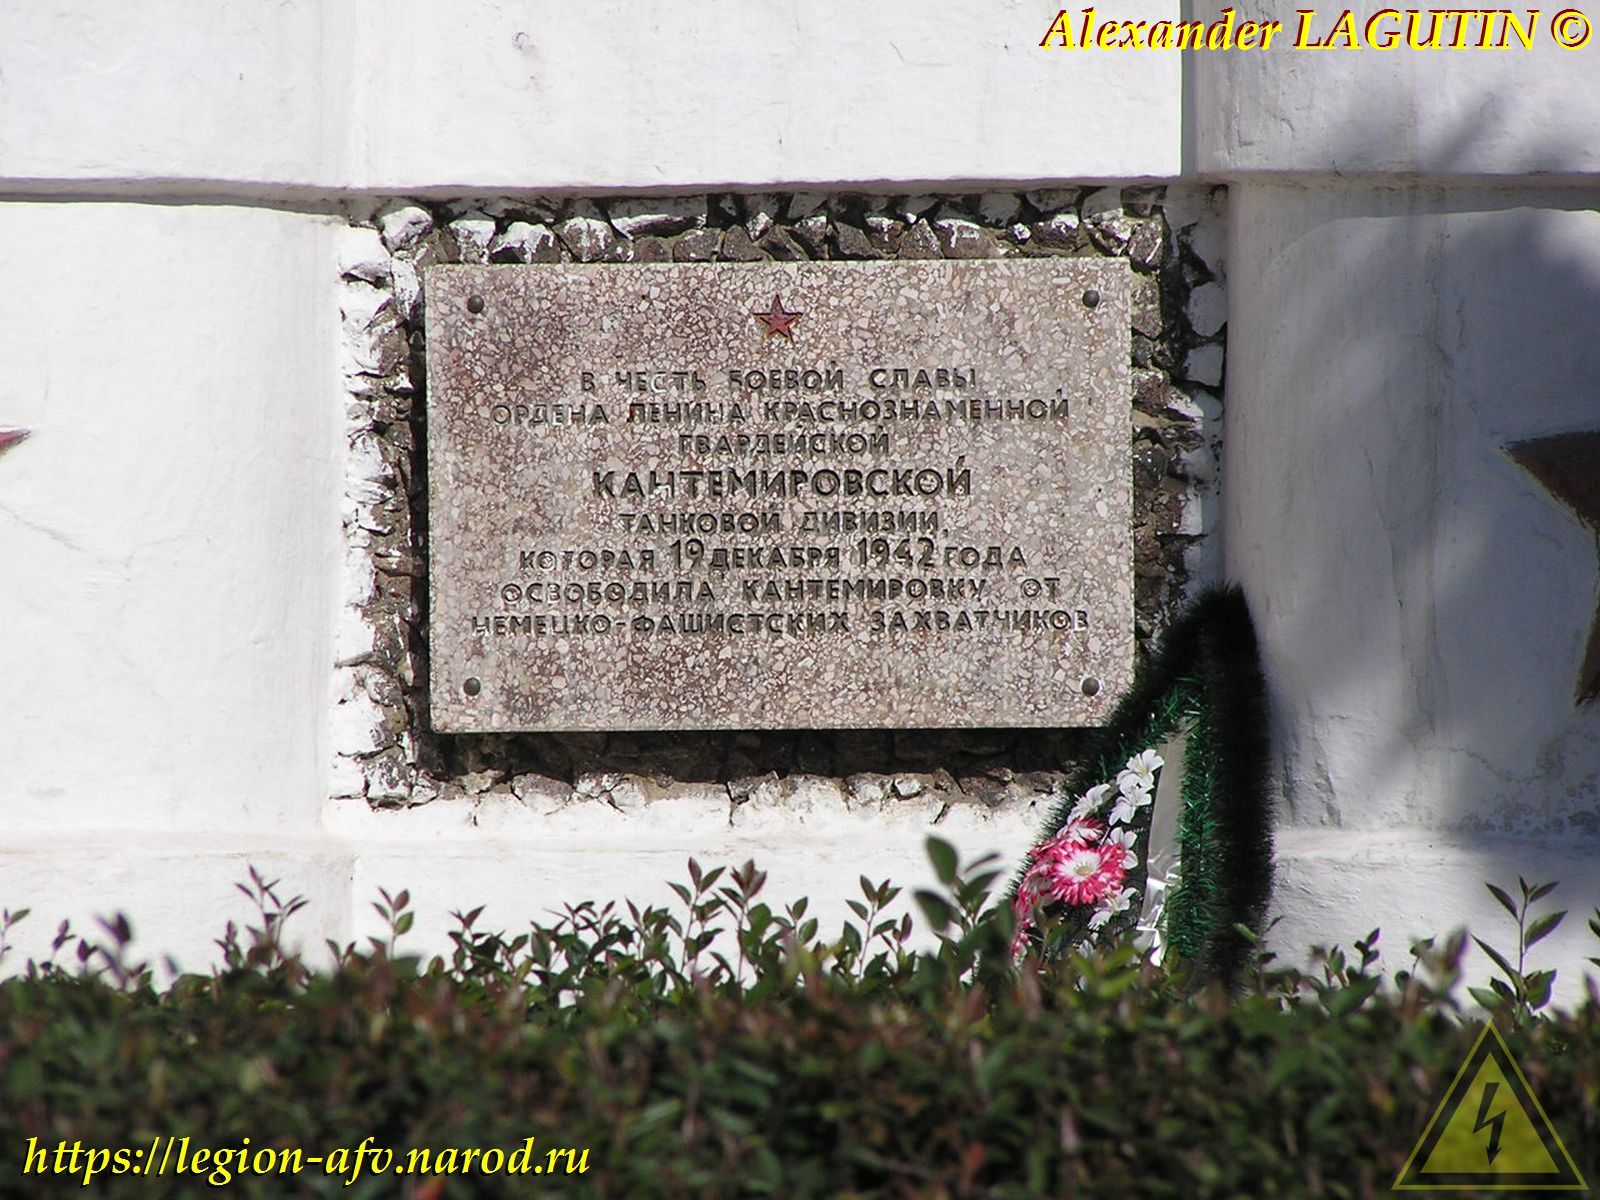 Alexander LAGUTIN ©
В ЧЕСТЬ БОЕВОЙ СЛАВЫ
ОРДЕНА ЛЕНИНА КРАСНОЗНАМЕННОЙ
ГВАРДЕЙСКОЙ
КАНТЕМИРОВСКОЙ
ТАНКОВОЙ ДИВИЗИИ,
КОТОРАЯ 19 ДЕКАБРЯ 1942 ГОДА
ОСВОБОДИЛА КАНТЕМИРОВКУ ОТ
НЕМЕЦКО-ФАШИСТСКИХ ЗАХВАТЧИКОВ
https://legion-afv.narod.ru